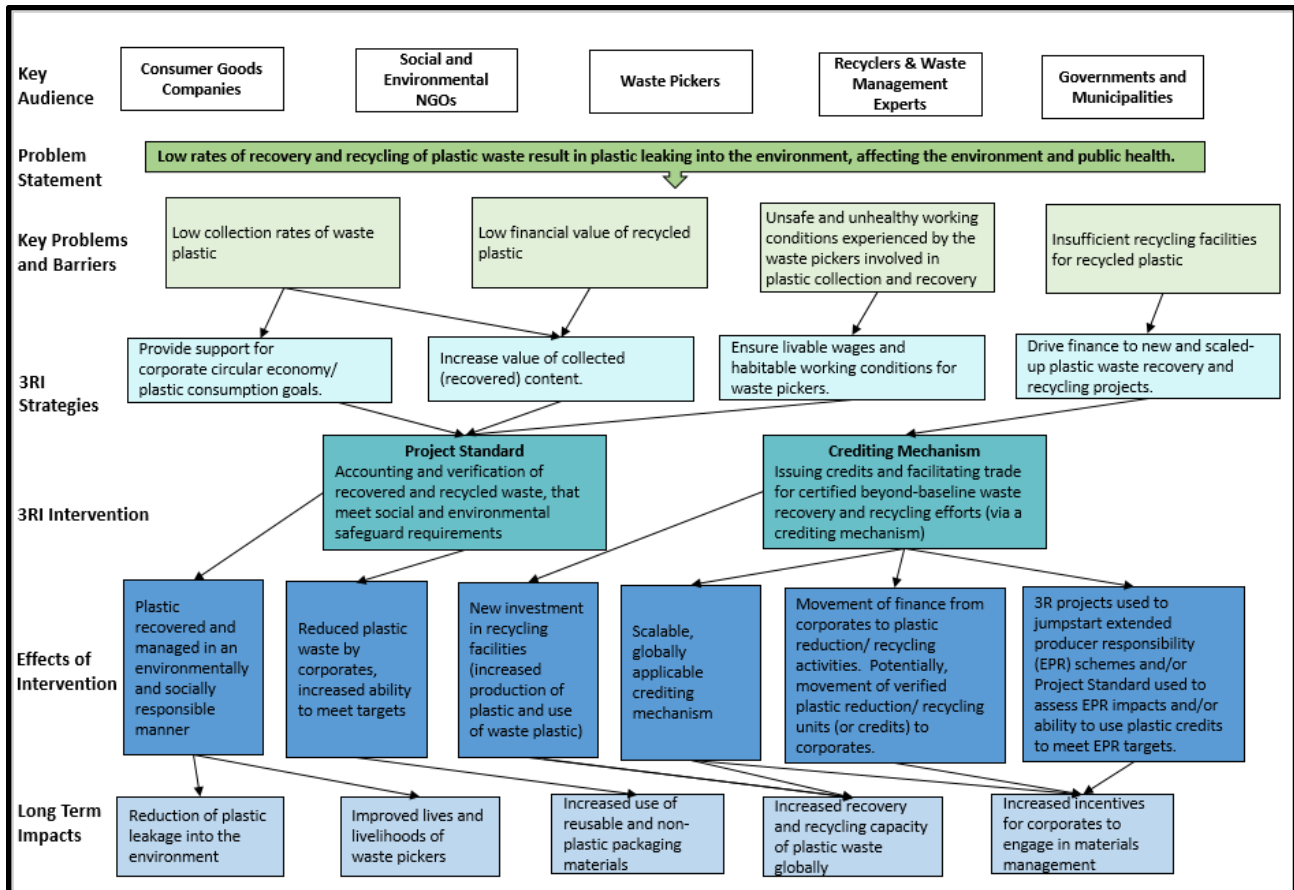 Key
Audience
Consumer Goods
Companies
Social and
Environmental
NGOs
Waste Pickers
Recyclers & Waste
Management
Experts
Governments and
Municipalities
Problem
Statement
Low rates of recovery and recycling of plastic waste result in plastic leaking into the environment, affecting the environment and public health.
Key Problems
and Barriers
Low collection rates of waste
plastic
Low financial value of recycled
plastic
Unsafe and unhealthy working
conditions experienced by the
waste pickers involved in
plastic collection and recovery
Insufficient recycling facilities
for recycled plastic
3RI
Strategies
Provide support for
corporate circular economy/
plastic consumption goals.
Increase value of collected
(recovered) content.
Ensure livable wages and
habitable working conditions for
waste pickers.
Drive finance to new and scaled-
up plastic waste recovery and
recycling projects.
3RI Intervention
Project Standard
Accounting and verification of
recovered and recycled waste, that
meet social and environmental
safeguard requirements
Crediting Mechanism
Issuing credits and facilitating trade
for certified beyond-baseline waste
recovery and recycling efforts (via a
crediting mechanism)
Effects of
Intervention
Plastic
recovered and
managed in an
environmentally
and socially
responsible
manner
Reduced plastic
waste by
corporates,
increased ability
to meet targets
New investment
in recycling
facilities
(increased
production of
plastic and use
of waste plastic)
Scalable,
globally
applicable
crediting
mechanism
Movement of finance from
corporates to plastic
reduction/ recycling
activities.  Potentially,
movement of verified
plastic reduction/ recycling
units (or credits) to
corporates.
3R projects used to
jumpstart extended
producer responsibility
(EPR) schemes and/or
Project Standard used to
assess EPR impacts and/or
ability to use plastic credits
to meet EPR targets.
Long Term
Impacts
Reduction of plastic
leakage into the
environment
Improved lives and
livelihoods of
waste pickers
Increased use of
reusable and non-
plastic packaging
materials
Increased recovery
and recycling capacity
of plastic waste
globally
Increased incentives
for corporates to
engage in materials
management